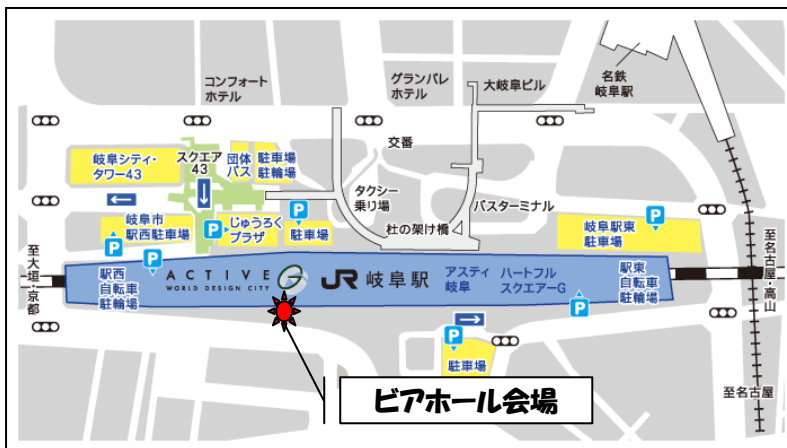 コンフォート
ホテル
グランパレ
ホテル
大岐阜ビル
名鉄
岐阜駅
交番
岐阜シティ・
タワー43
スクエア
43
団体
バス
駐車場
駐輪場
タクシー
乗り場
バスターミナル
杜の架け橋
岐阜市
駅西駐車場
P
P
じゅうろく
プラザ
P
駐車場
P
岐阜駅東
駐車場
P
至大垣・京都
至名古屋・高山
駅西
自転車
駐輪場
P
ACTIVE G
WORLD DESIGN CITY
JR 岐阜駅
アスティ
岐阜
ハートフル
スクエアーG
P
駅東
自転車
駐輪場
P
駐車場
至名古屋
ビアホール会場